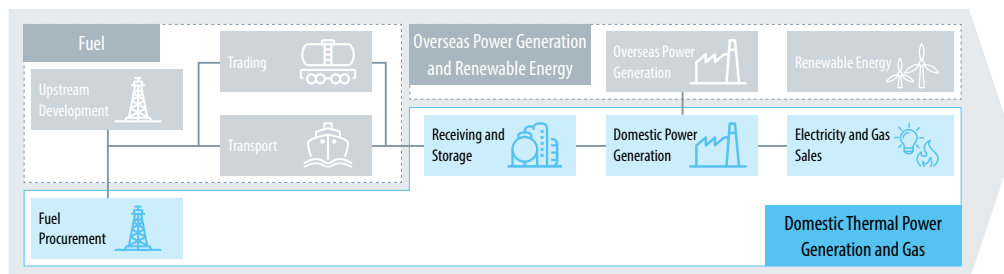 Fuel
Upstream
Development
Trading
Transport
Fuel
Procurement
Overseas Power Generation
and Renewable Energy
Overseas Power
Generation
Renewable Energy
Receiving and
Storage
Domestic Power
Generation
Electricity and Gas
Sales
Domestic Thermal Power
Generation and Gas